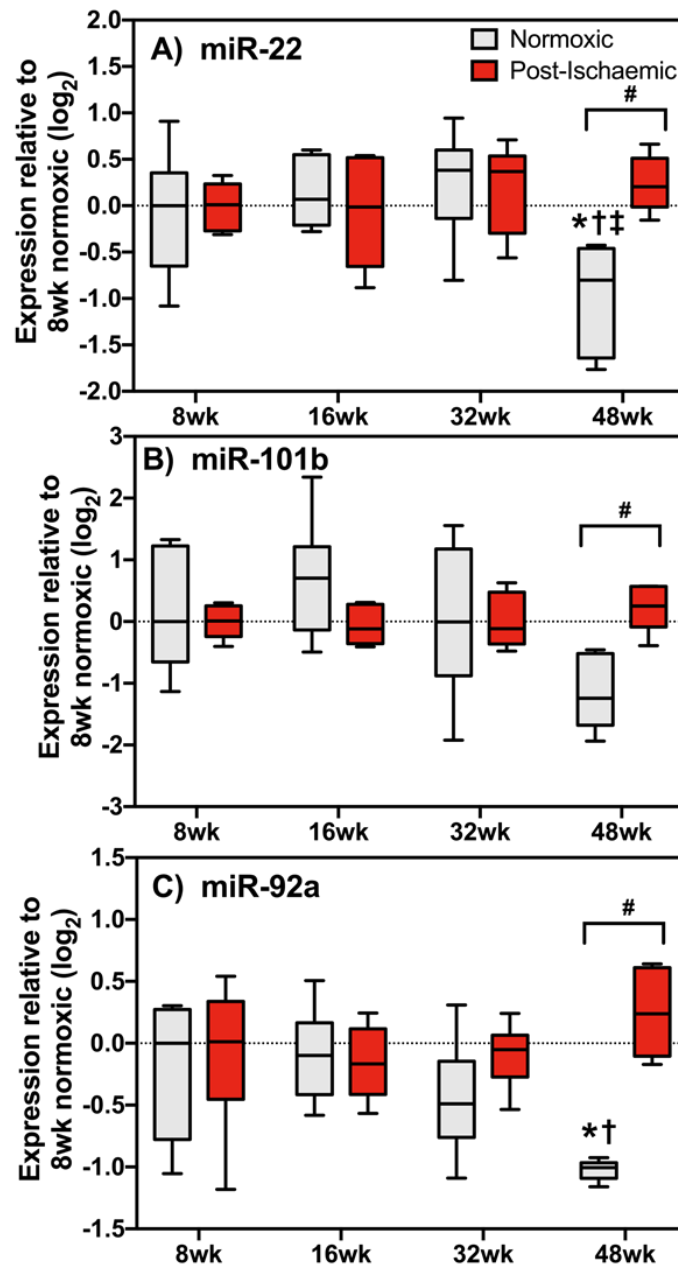 A) miR-22
Normoxic
Post-Ischaemic
Expression relative to
8wk normoxic (log2)
2.0
1.5
1.0
0.5
0.0
-0.5
-1.0
-1.5
-2.0
#
*†‡
8wk 16wk 32wk 48wk
B) miR-101b
Expression relative to
8wk normoxic (log2)
3
2
1
0
-1
-2
-3
#
8wk 16wk 32wk 48wk
C) miR-92a
Expression relative to
8wk normoxic (log2)
1.5
1.0
0.5
0.0
-0.5
-1.0
-1.5
#
*†
8wk 16wk 32wk 48wk